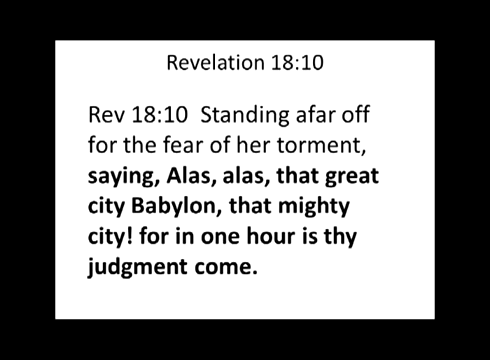 Revelation 18:10
Rev 18:10  Standing afar off
for the fear of her torment,
saying, Alas, alas, that great
city Babylon, that mighty
city! for in one hour is thy
judgment come.